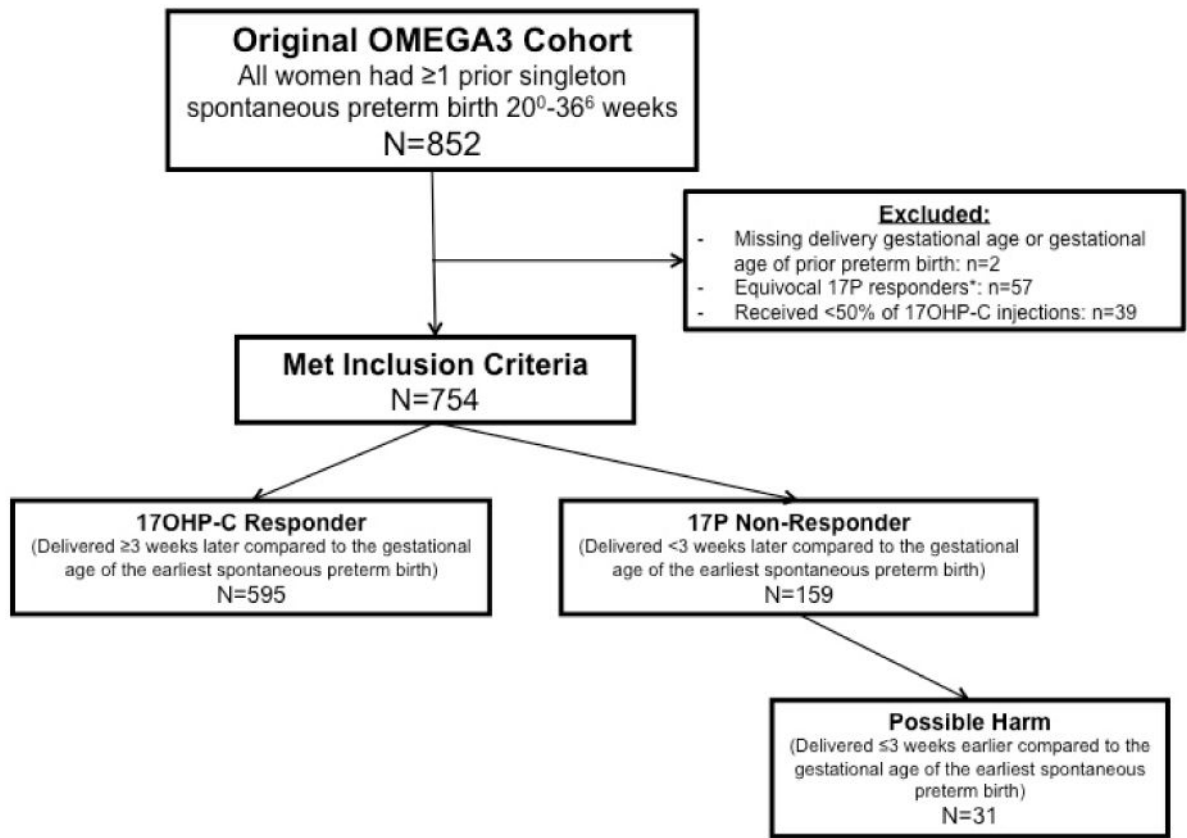 Original OMEGA3 Cohort
All women had ≥1 prior singleton
spontaneous preterm birth 20⁰-36⁶ weeks
N=852
Excluded:
- Missing delivery gestational age or gestational
age of prior preterm birth: n=2
- Equivocal 17P responders*: n=57
- Received <50% of 17OHP-C injections: n=39
Met Inclusion Criteria
N=754
17OHP-C Responder
(Delivered ≥3 weeks later compared to the gestational
age of the earliest spontaneous preterm birth)
N=595
17P Non-Responder
(Delivered <3 weeks later compared to the gestational
age of the earliest spontaneous preterm birth)
N=159
Possible Harm
(Delivered ≤3 weeks earlier compared to the
gestational age of the earliest spontaneous
preterm birth)
N=31